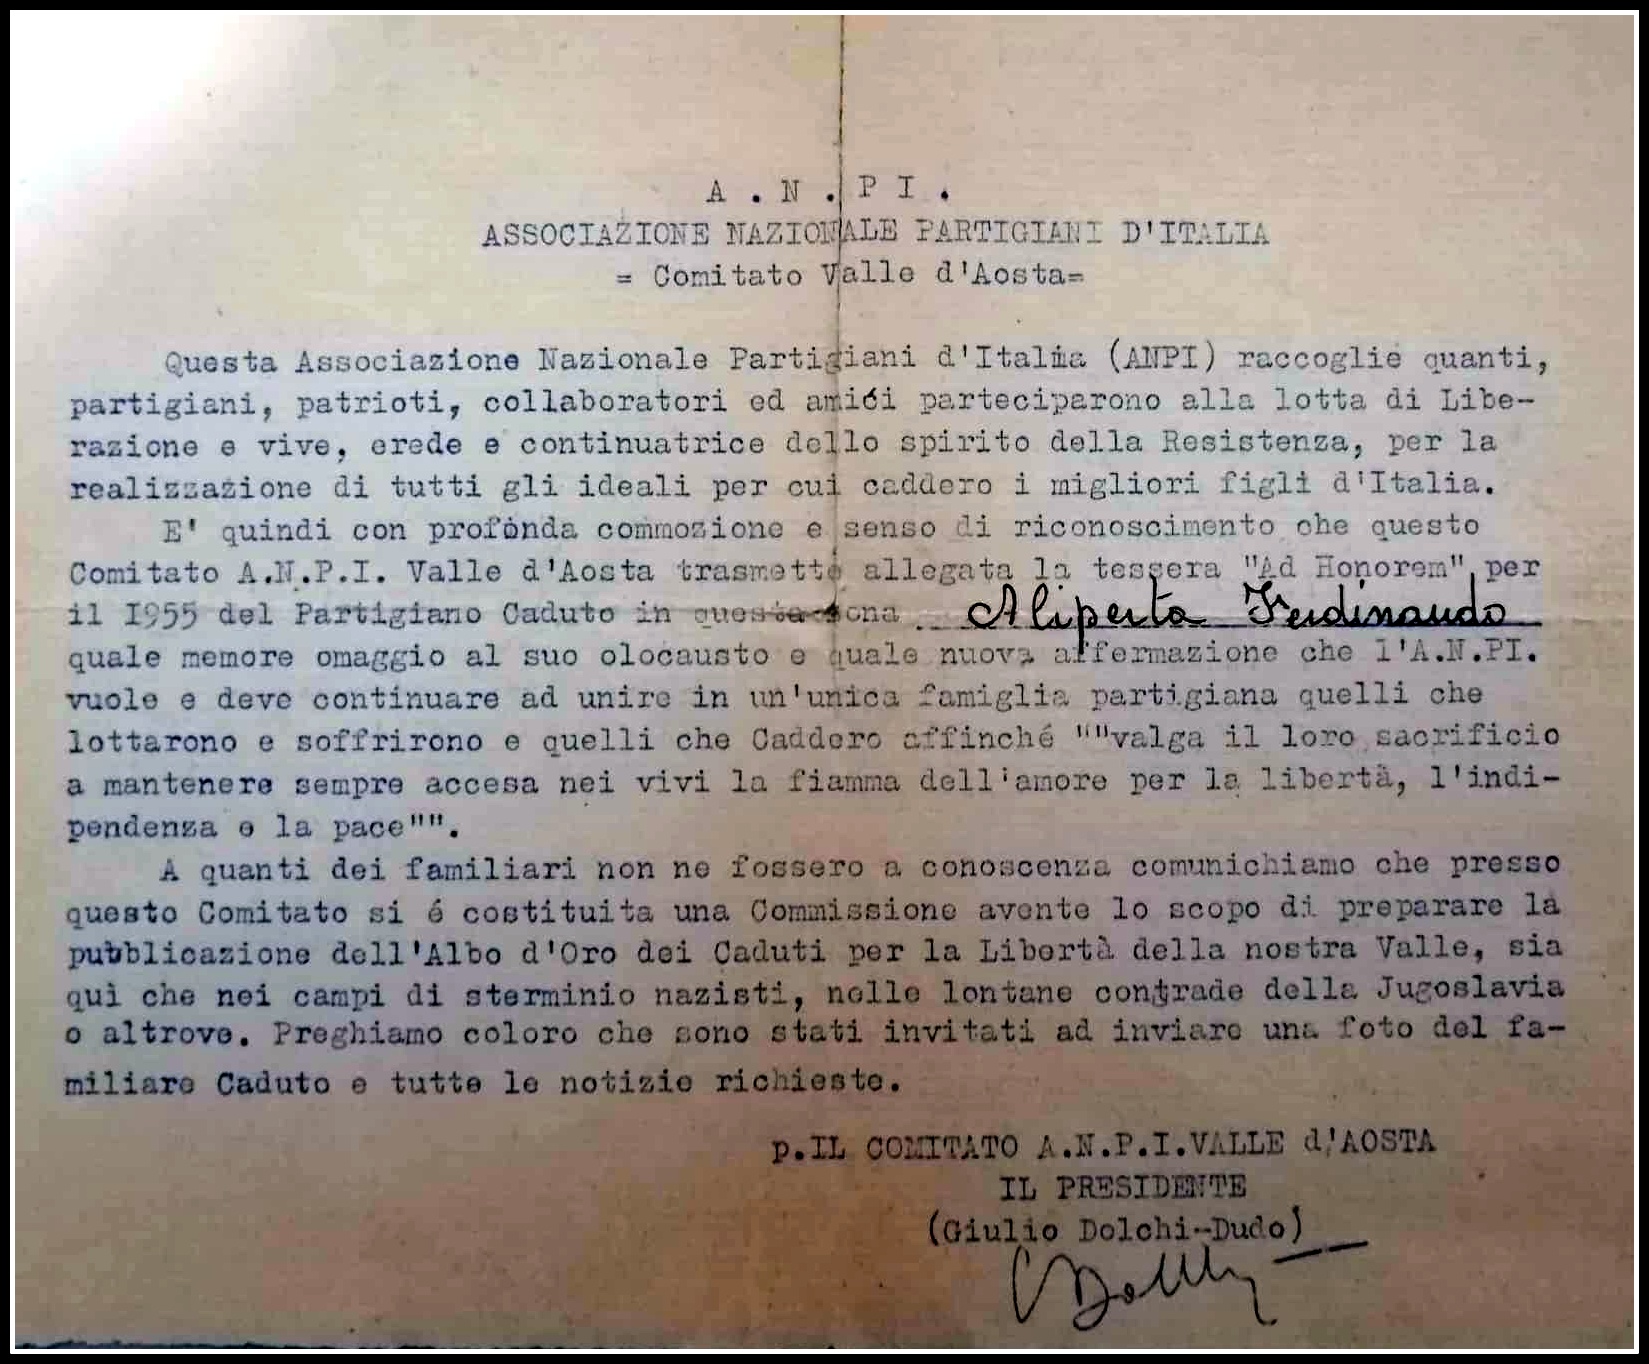 A . N . P I .
ASSOCIAZIONE NAZIONALE PARTIGIANI D'ITALIA
= Comitato Valle d'Aosta=
Questa Associazione Nazionale Partigiani d'Italia (ANPI) raccoglie quanti,
partigiani, patrioti, collaboratori ed amici parteciparono alla lotta di Libe-
razione e vive, erede e continuatrice dello spirito della Resistenza, per la
realizzazione di tutti gli ideali per cui caddero i migliori figli d'Italia.
E' quindi con profonda commozione e senso di riconoscimento che questo
Comitato A.N.P.I. Valle d'Aosta trasmette allegata la tessera "Ad Honorem" per
il I955 del Partigiano Caduto in questa zona Aliperta Ferdinando
quale memore omaggio al suo olocausto e quale nuova affermazione che l'A.N.PI.
vuole e deve continuare ad unire in un'unica famiglia partigiana quelli che
lottarono e soffrirono e quelli che Caddero affinché ""valga il loro sacrificio
a mantenere sempre accesa nei vivi la fiamma dell'amore per la libertà, l'indi-
pendenza e la pace"".
A quanti dei familiari non ne fossero a conoscenza comunichiamo che presso
questo Comitato si é costituita una Commissione avente lo scopo di preparare la
pubblicazione dell'Albo d'Oro dei Caduti per la Libertà della nostra Valle, sia
qui che nei campi di sterminio nazisti, nelle lontane contrade della Jugoslavia
o altrove. Preghiamo coloro che sono stati invitati ad inviare una foto del fa-
miliare Caduto e tutte le notizie richieste.
p.IL COMITATO A.N.P.I.VALLE d'AOSTA
IL PRESIDENTE
(Giulio Dolchi-Dudo)
GDolchi